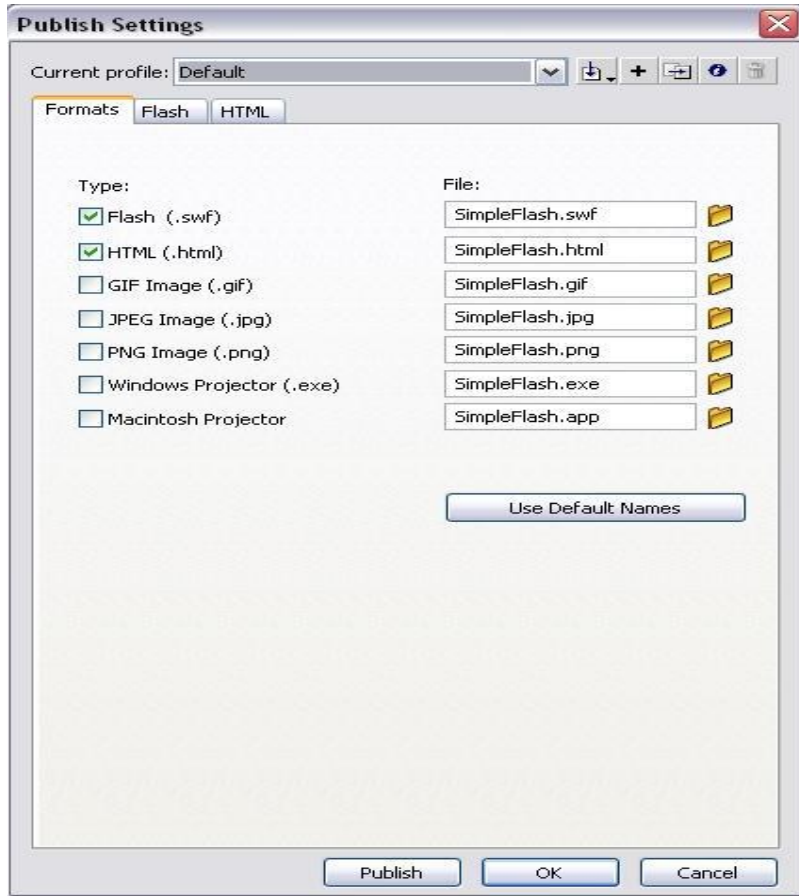 Publish Settings
Current profile: Default
Formats Flash HTML
Type: File:
Flash (.swf) SimpleFlash.swf
HTML (.html) SimpleFlash.html
GIF Image (.gif) SimpleFlash.gif
JPEG Image (.jpg) SimpleFlash.jpg
PNG Image (.png) SimpleFlash.png
Windows Projector (.exe) SimpleFlash.exe
Macintosh Projector SimpleFlash.app
Use Default Names
Publish OK Cancel